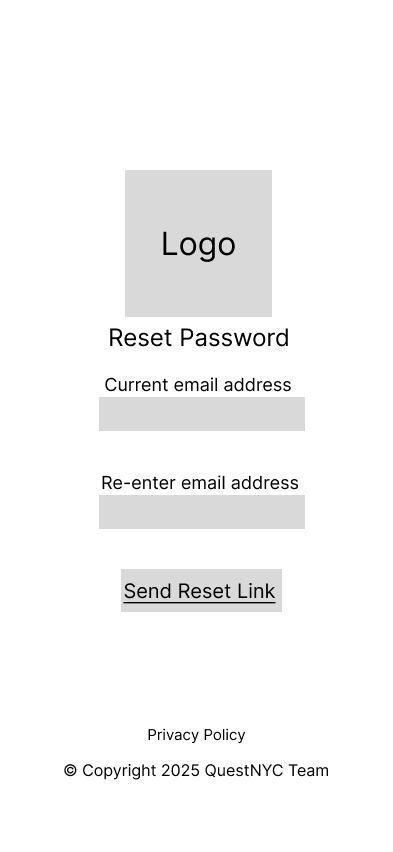 Logo
Reset Password
Current email address
Re-enter email address
Send Reset Link
Privacy Policy
© Copyright 2025 QuestNYC Team